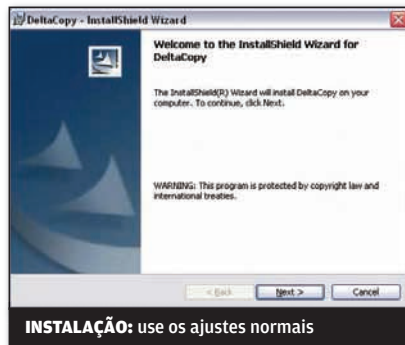 DeltaCopy - InstallShield Wizard
Welcome to the InstallShield Wizard for
DeltaCopy
The InstallShield(R) Wizard will install DeltaCopy on your
computer. To continue, click Next.
WARNING: This program is protected by copyright law and
international treaties.
< Back
Next >
Cancel
INSTALAÇÃO: use os ajustes normais